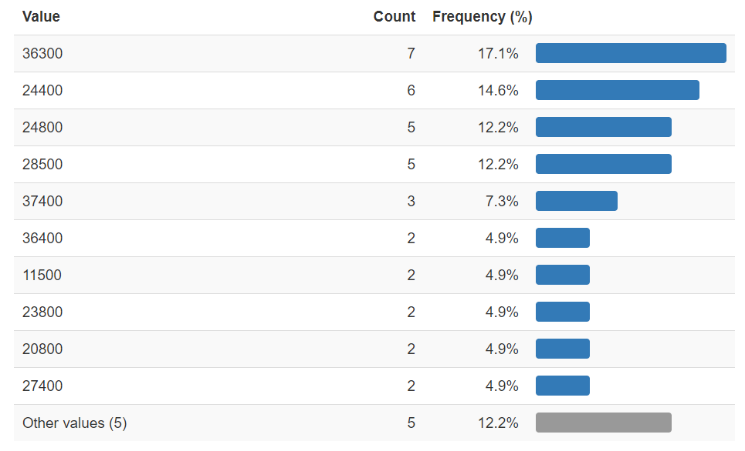 Value Count Frequency (%)
36300 7 17.1%
24400 6 14.6%
24800 5 12.2%
28500 5 12.2%
37400 3 7.3%
36400 2 4.9%
11500 2 4.9%
23800 2 4.9%
20800 2 4.9%
27400 2 4.9%
Other values (5) 5 12.2%